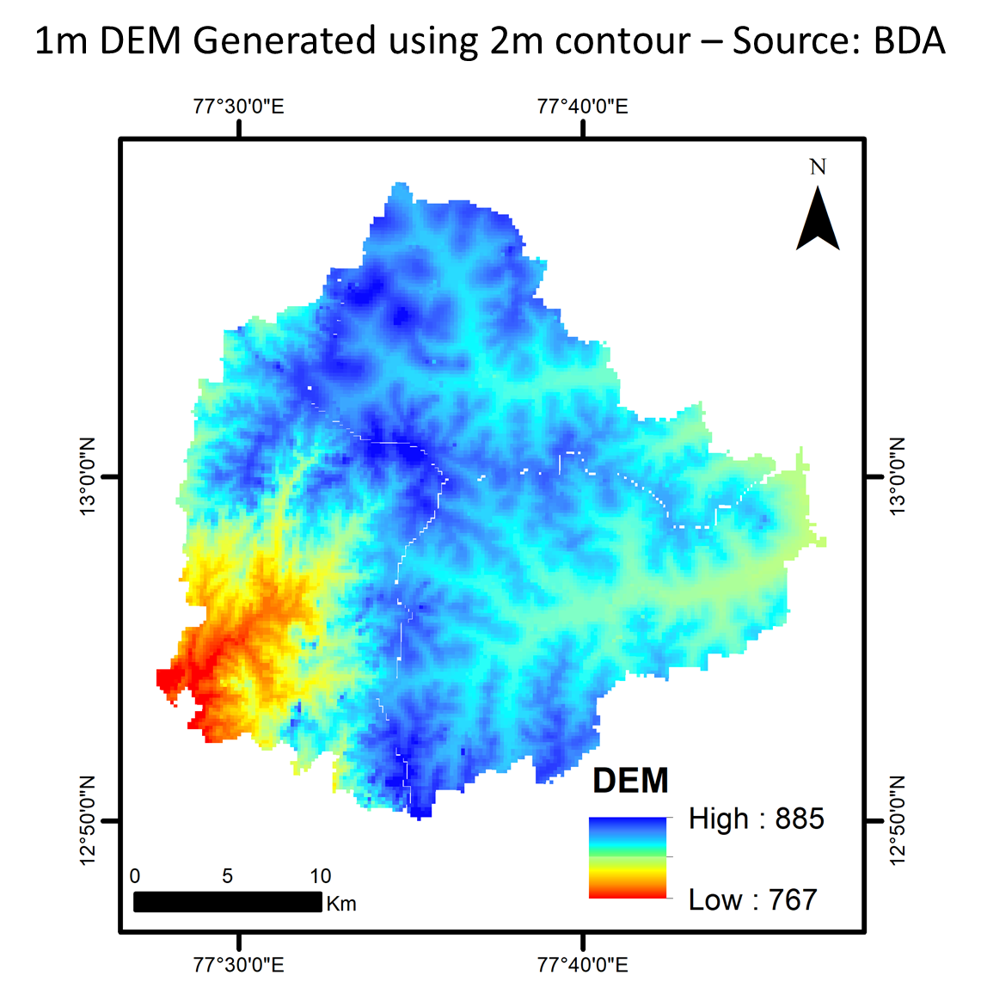 1m DEM Generated using 2m contour – Source: BDA
77°30'0"E
77°40'0"E
N
13°0'0"N
13°0'0"N
DEM
High : 885
Low : 767
12°50'0"N
12°50'0"N
0 5 10
Km
77°30'0"E
77°40'0"E